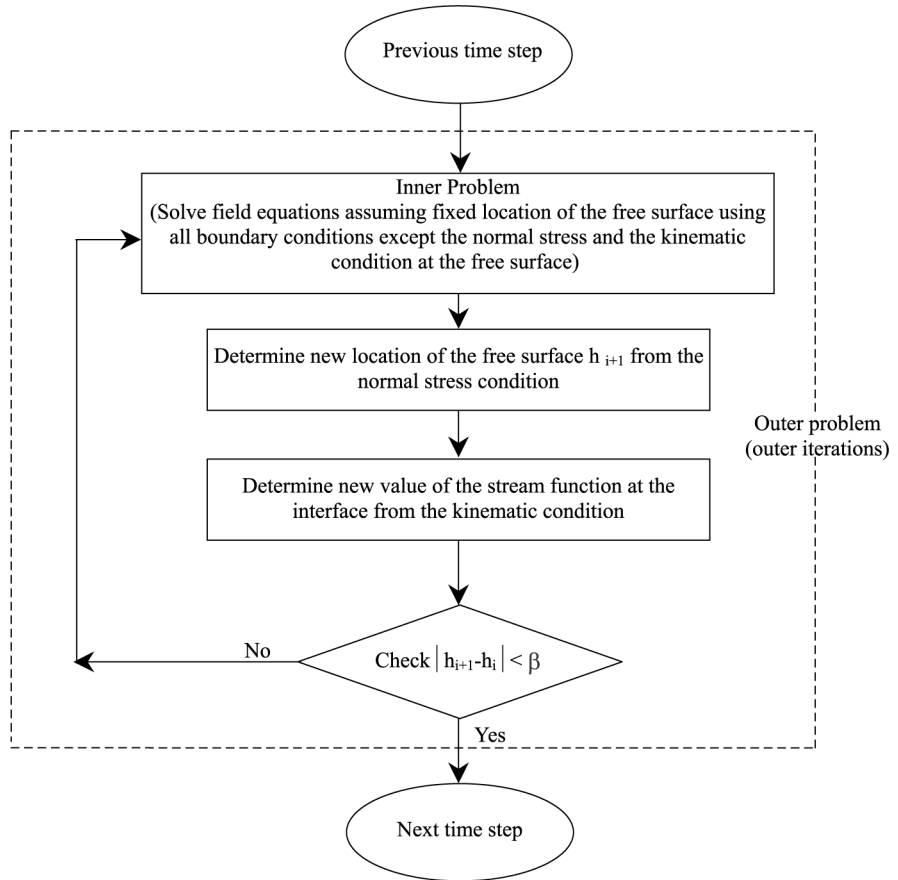 Previous time step
Inner Problem
(Solve field equations assuming fixed location of the free surface using
all boundary conditions except the normal stress and the kinematic
condition at the free surface)
Determine new location of the free surface h i+1 from the
normal stress condition
Outer problem
(outer iterations)
Determine new value of the stream function at the
interface from the kinematic condition
No
Check | hi+1-hi | < β
Yes
Next time step